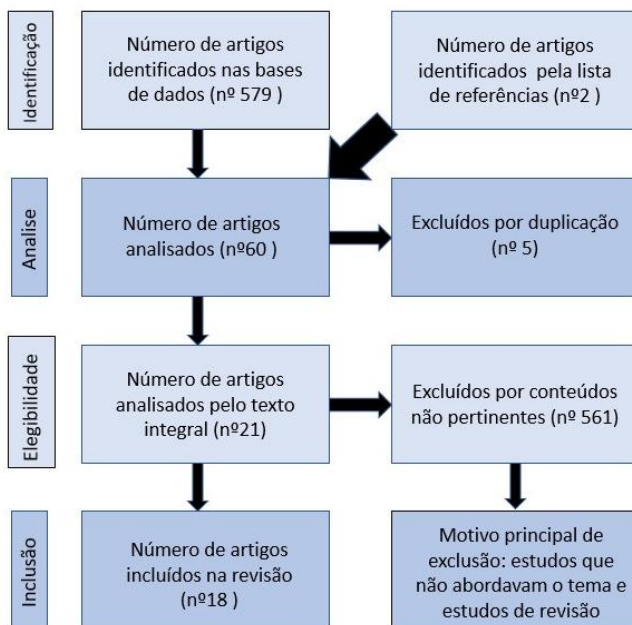 Identificação
Número de artigos
identificados nas bases
de dados (nº 579 )
Número de artigos
identificados pela lista
de referências (nº2 )
Analise
Número de artigos
analisados (nº60 )
Excluídos por duplicação
(nº 5)
Elegibilidade
Número de artigos
analisados pelo texto
integral (nº21)
Excluídos por conteúdos
não pertinentes (nº 561)
Inclusão
Número de artigos
incluídos na revisão
(nº18 )
Motivo principal de
exclusão: estudos que
não abordavam o tema e
estudos de revisão